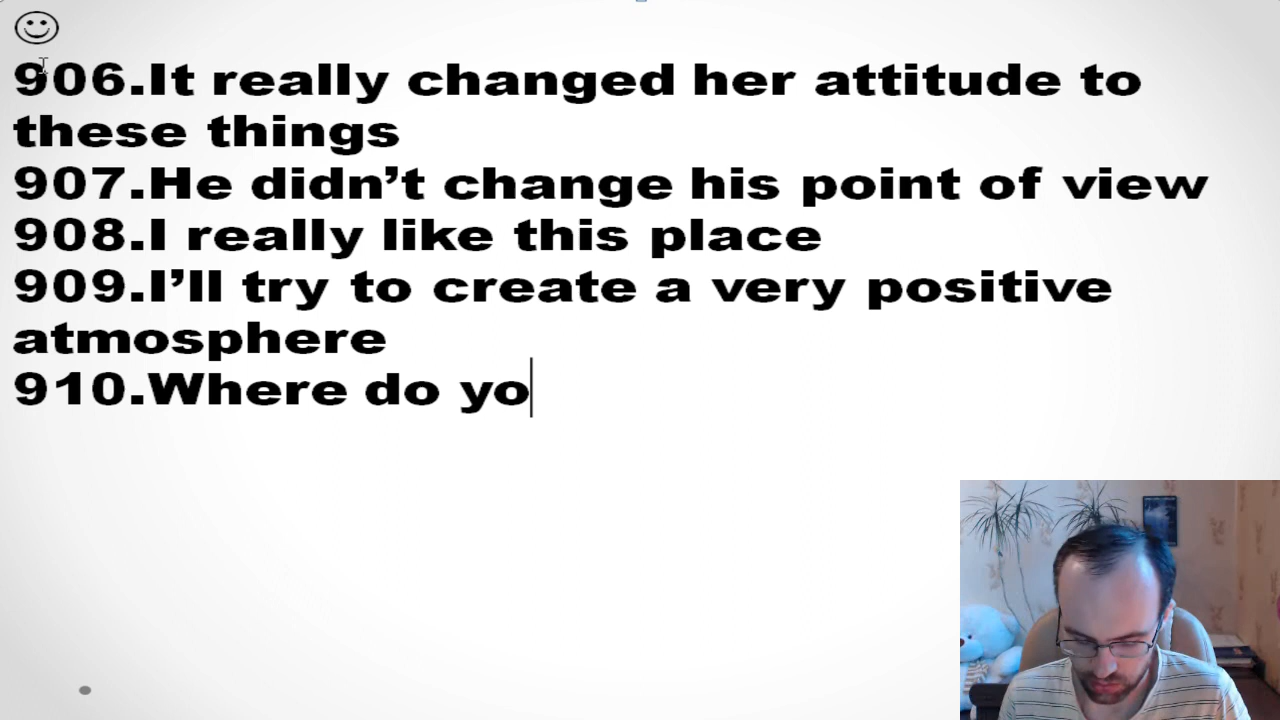 906.It really changed her attitude to
these things
907.He didn’t change his point of view
908.I really like this place
909.I’ll try to create a very positive
atmosphere
910.Where do yo